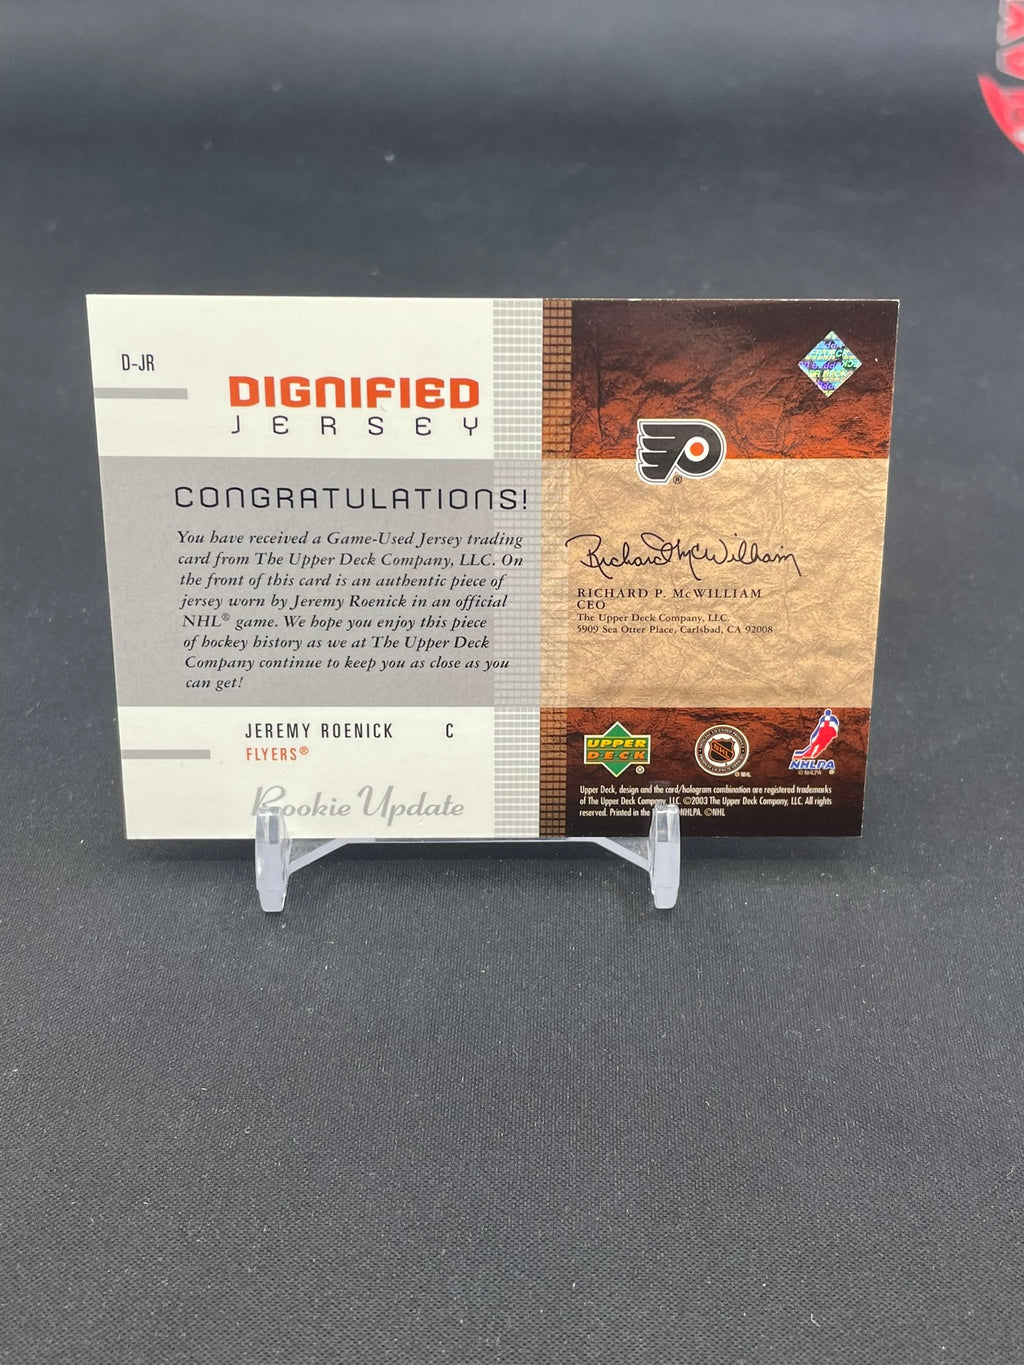 D-JR
DIGNIFIED
JERSEY
CONGRATULATIONS!
You have received a Game-Used Jersey trading
card from The Upper Deck Company, LLC. On
the front of this card is an authentic piece of
jersey worn by Jeremy Roenick in an official
NHL® game. We hope you enjoy this piece
of hockey history as we at The Upper Deck
Company continue to keep you as close as you
can get!
JEREMY ROENICK C
FLYERS®
Rookie Update
®
Richard McWilliam
RICHARD P. McWILLIAM
CEO
The Upper Deck Company, LLC.
5909 Sea Otter Place, Carlsbad, CA 92008
UPPER
DECK
®
NHL
©NHL
NHLPA
©NHLPA ®
Upper Deck, design and the card/hologram combination are registered trademarks
of The Upper Deck Company, LLC. ©2003 The Upper Deck Company, LLC. All rights
reserved. Printed in the NHLPA. ©NHL